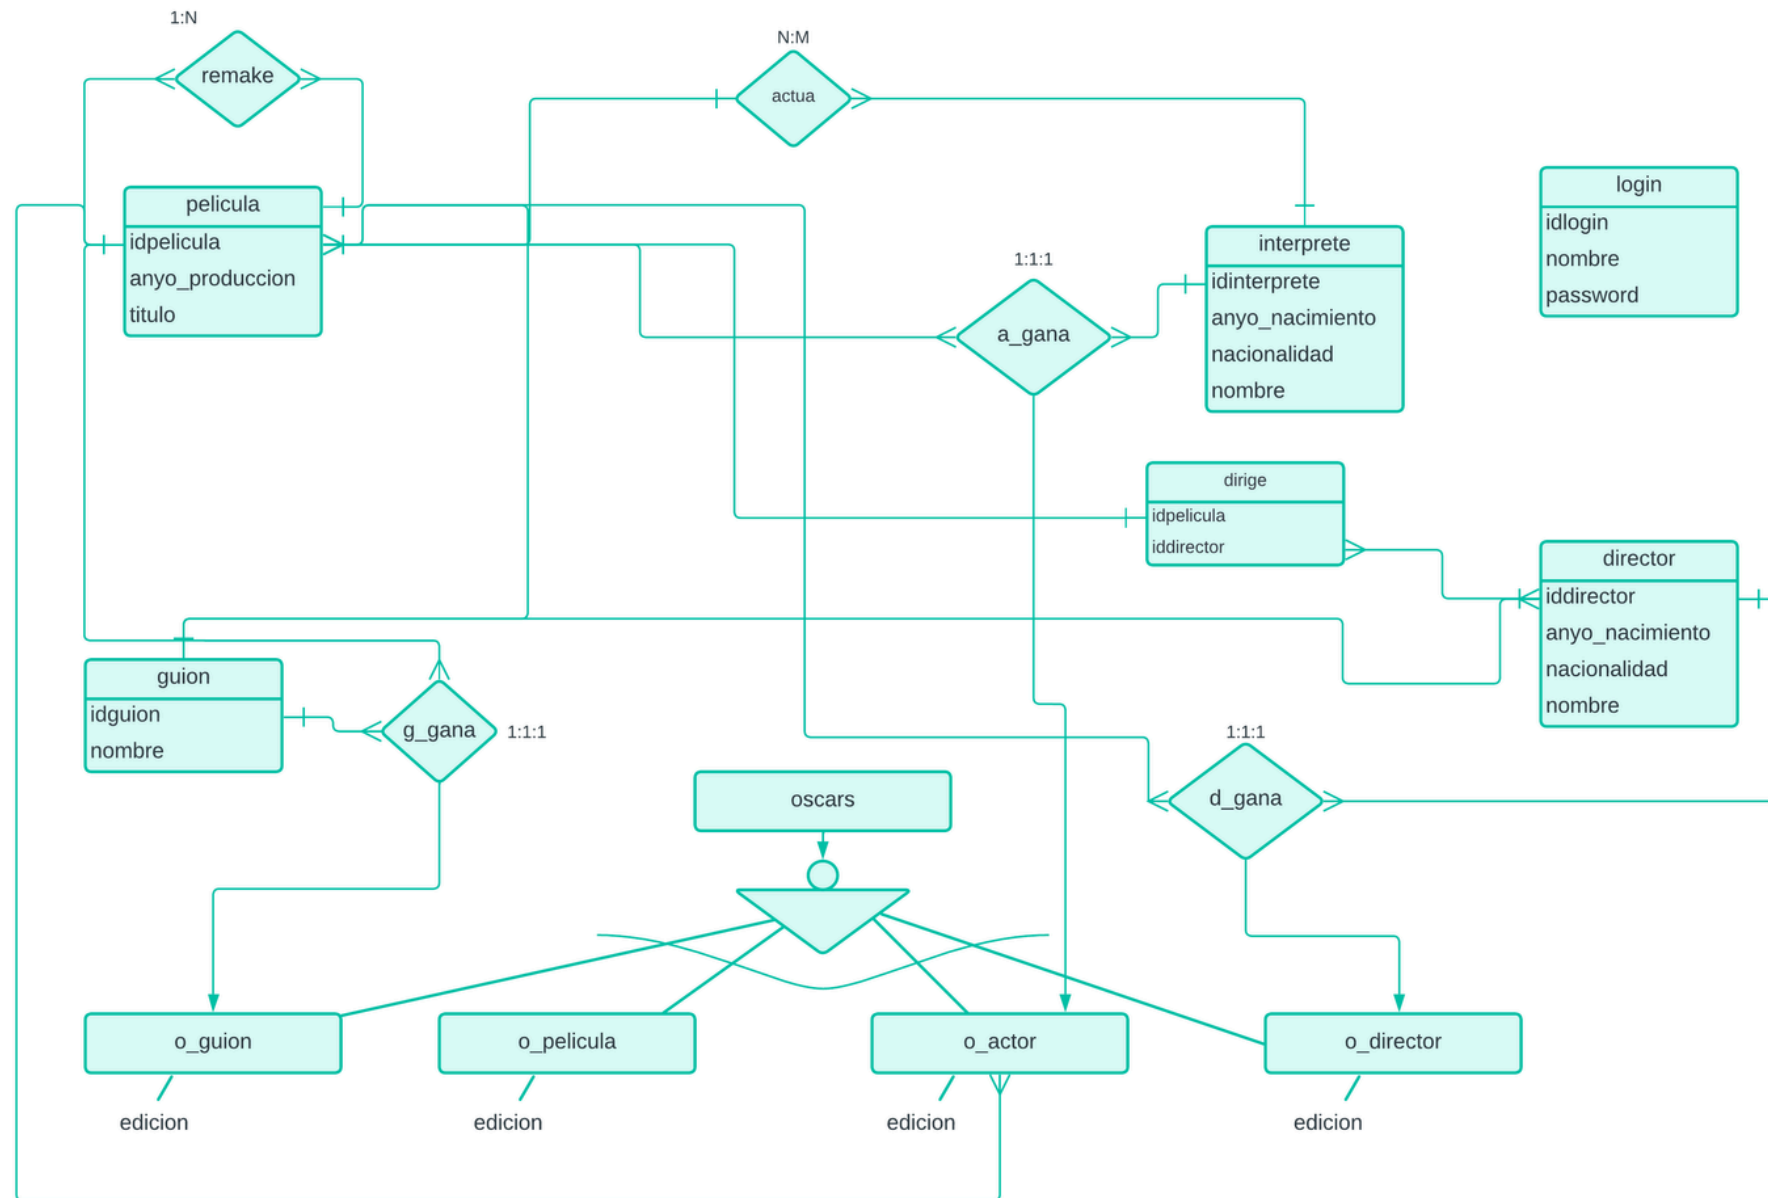 1:N
remake
N:M
actua
pelicula
idpelicula
anyo_produccion
titulo
1:1:1
a_gana
interprete
idinterprete
anyo_nacimiento
nacionalidad
nombre
login
idlogin
nombre
password
dirige
idpelicula
iddirector
director
iddirector
anyo_nacimiento
nacionalidad
nombre
guion
idguion
nombre
g_gana
1:1:1
1:1:1
d_gana
oscars
o_guion
o_pelicula
o_actor
o_director
edicion
edicion
edicion
edicion